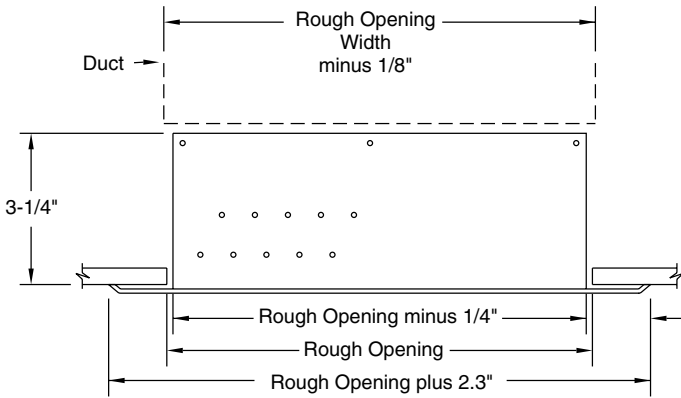 Rough Opening
Width
minus 1/8"
Duct
3-1/4"
Rough Opening minus 1/4"
Rough Opening
Rough Opening plus 2.3"